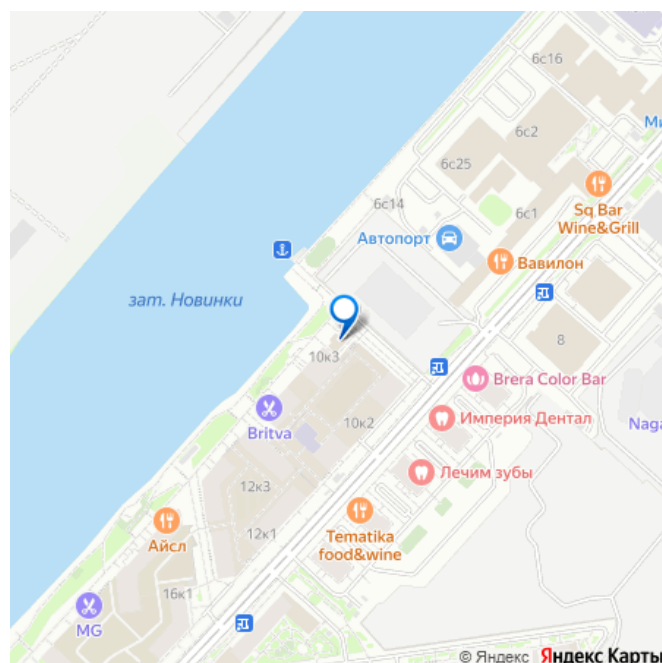 6с16
6с2
Ми
6с25
6с14
6с1
Sq Bar
Wine&Grill
Автопорт
Вавилон
зат. Новинки
8
10к3
Brera Color Bar
10к2
Империя Дентал
Naga
Britva
Лечим зубы
12к3
12к1
Tematika
food&wine
Айсл
16к1
MG
© Яндекс Яндекс Карты